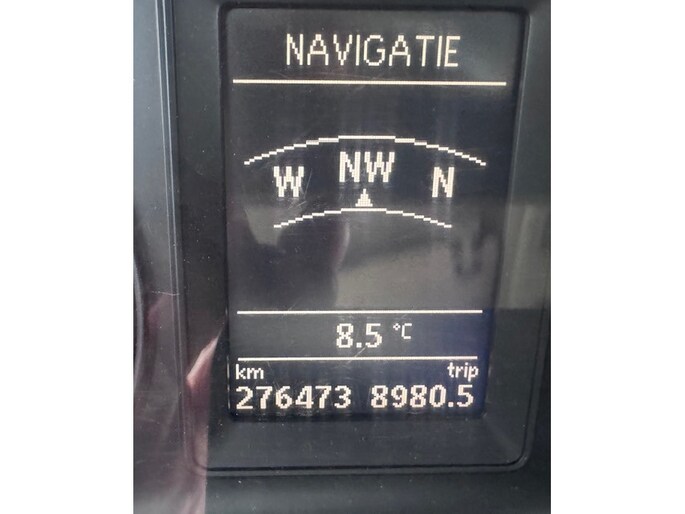 NAVIGATIE
W NW N
8.5 °C
km trip
276473 8980.5